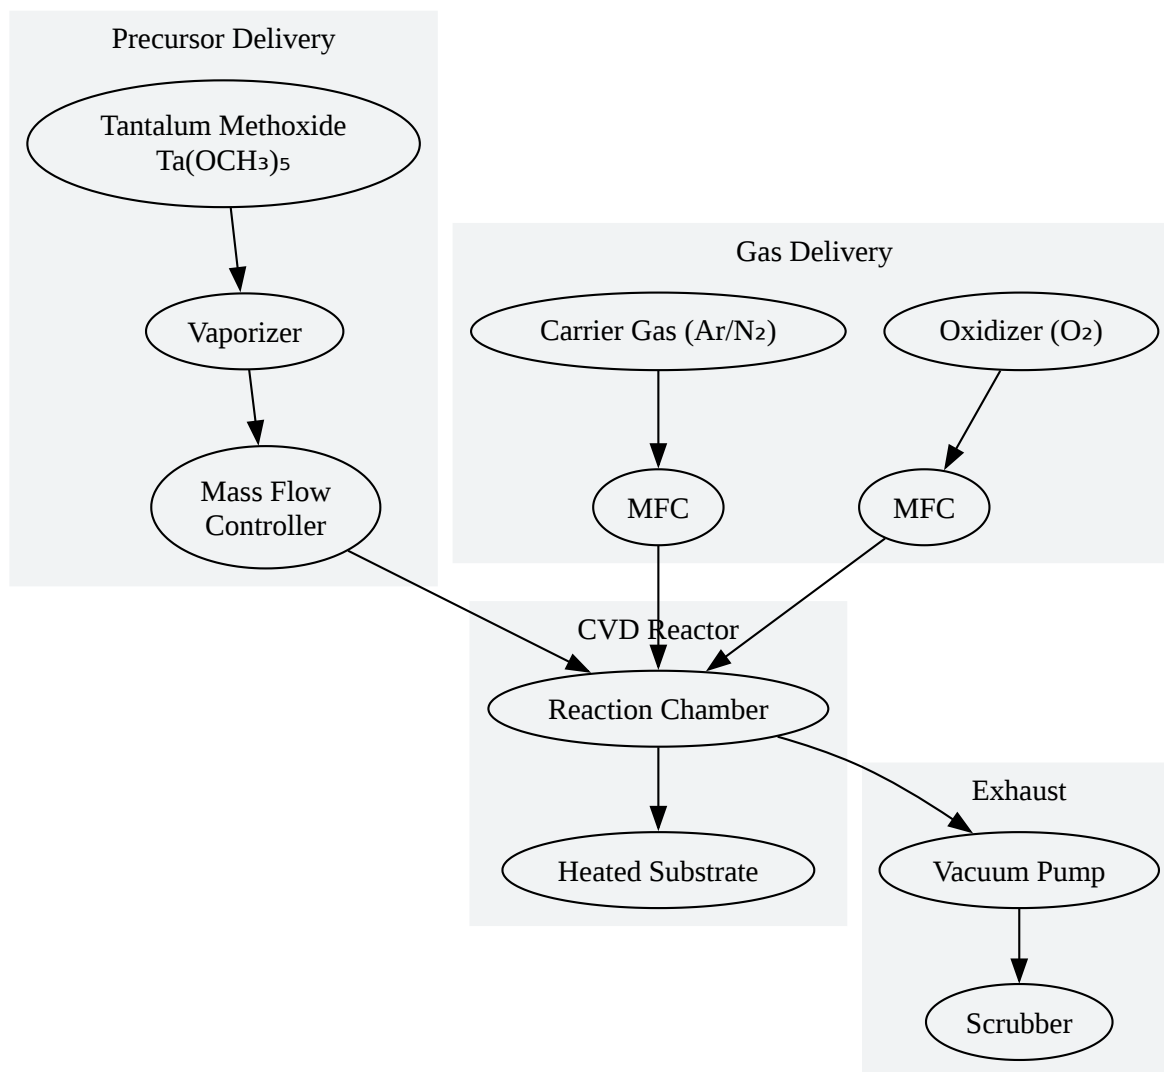 Precursor Delivery
Tantalum Methoxide
Ta(OCH₃)₅
Vaporizer
Mass Flow
Controller
Gas Delivery
Carrier Gas (Ar/N₂)
Oxidizer (O₂)
MFC
MFC
CVD Reactor
Reaction Chamber
Heated Substrate
Exhaust
Vacuum Pump
Scrubber